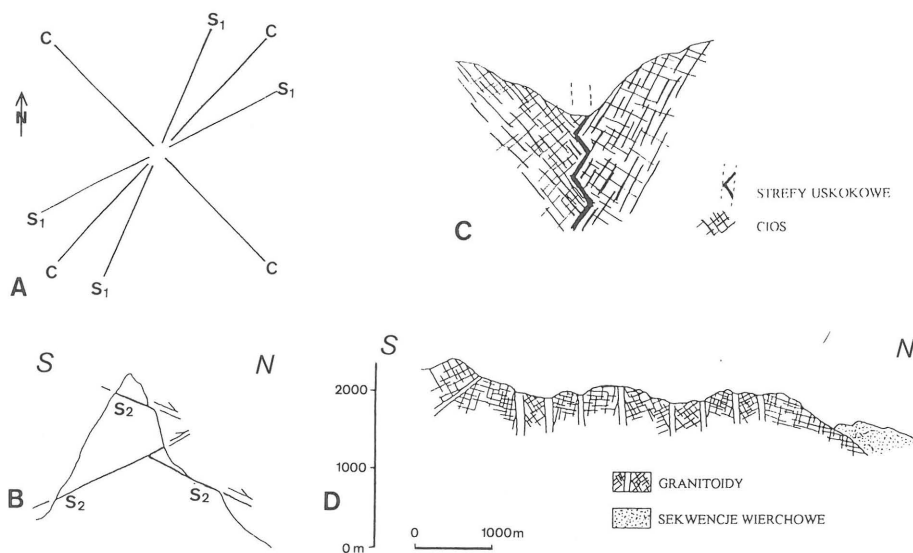 C
S1
C
S1
N
S1
C
S1
C
A
C
STREFY USKOKOWE
CIOS
S
N
S2
S2
S2
B
S
N
2000
1000
0 m
D
0
1000m
GRANITOIDY
SEKWENCJE WIERCHOWE